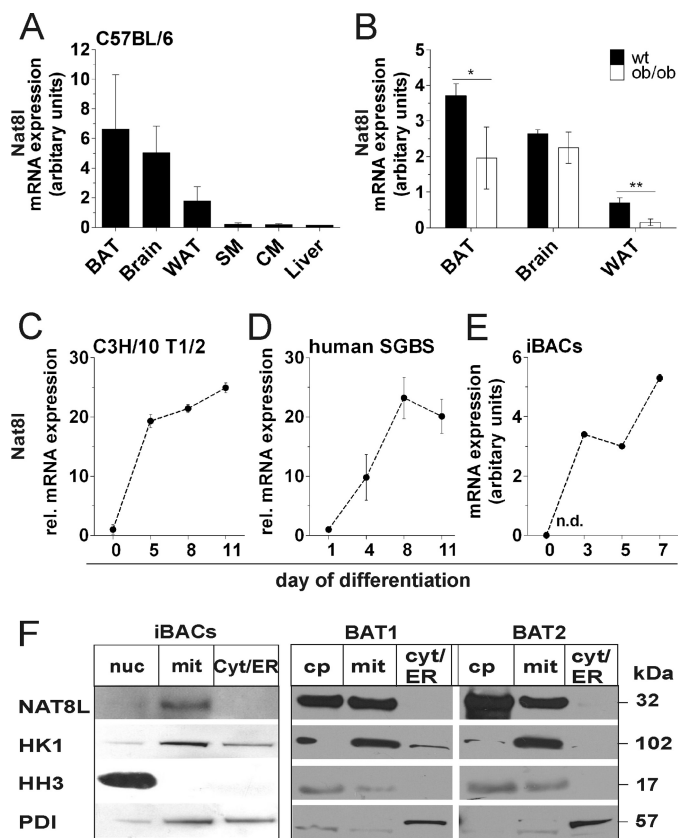 A
C57BL/6
Nat8l
mRNA expression
(arbitary units)
12
10
8
6
4
2
0
BAT
Brain
WAT
SM
CM
Liver
B
Nat8l
mRNA expression
(arbitary units)
5
4
3
2
1
0
*
**
wt
ob/ob
BAT
Brain
WAT
C
C3H/10 T1/2
Nat8l
rel. mRNA expression
30
20
10
0
0 5 8 11
D
human SGBS
rel. mRNA expression
30
20
10
0
1 4 8 11
E
iBACs
mRNA expression
(arbitary units)
6
4
2
0
n.d.
0 3 5 7
day of differentiation
F
iBACs BAT1 BAT2
nuc mit Cyt/ER cp mit cyt/ER cp mit cyt/ER kDa
NAT8L 32
HK1 102
HH3 17
PDI 57